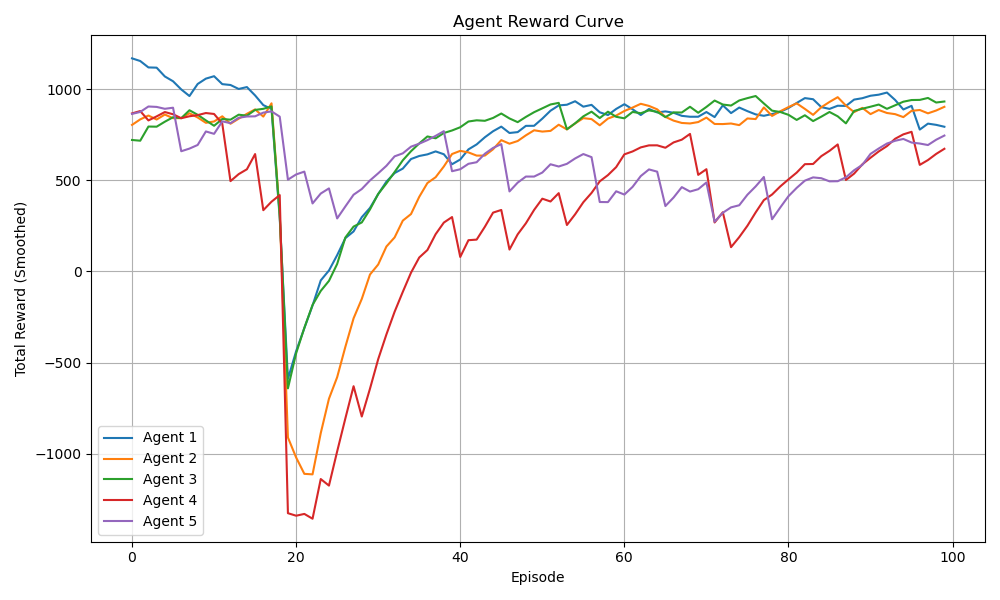 Agent Reward Curve
Total Reward (Smoothed)
1000
500
0
−500
−1000
Agent 1
Agent 2
Agent 3
Agent 4
Agent 5
0 20 40 60 80 100
Episode